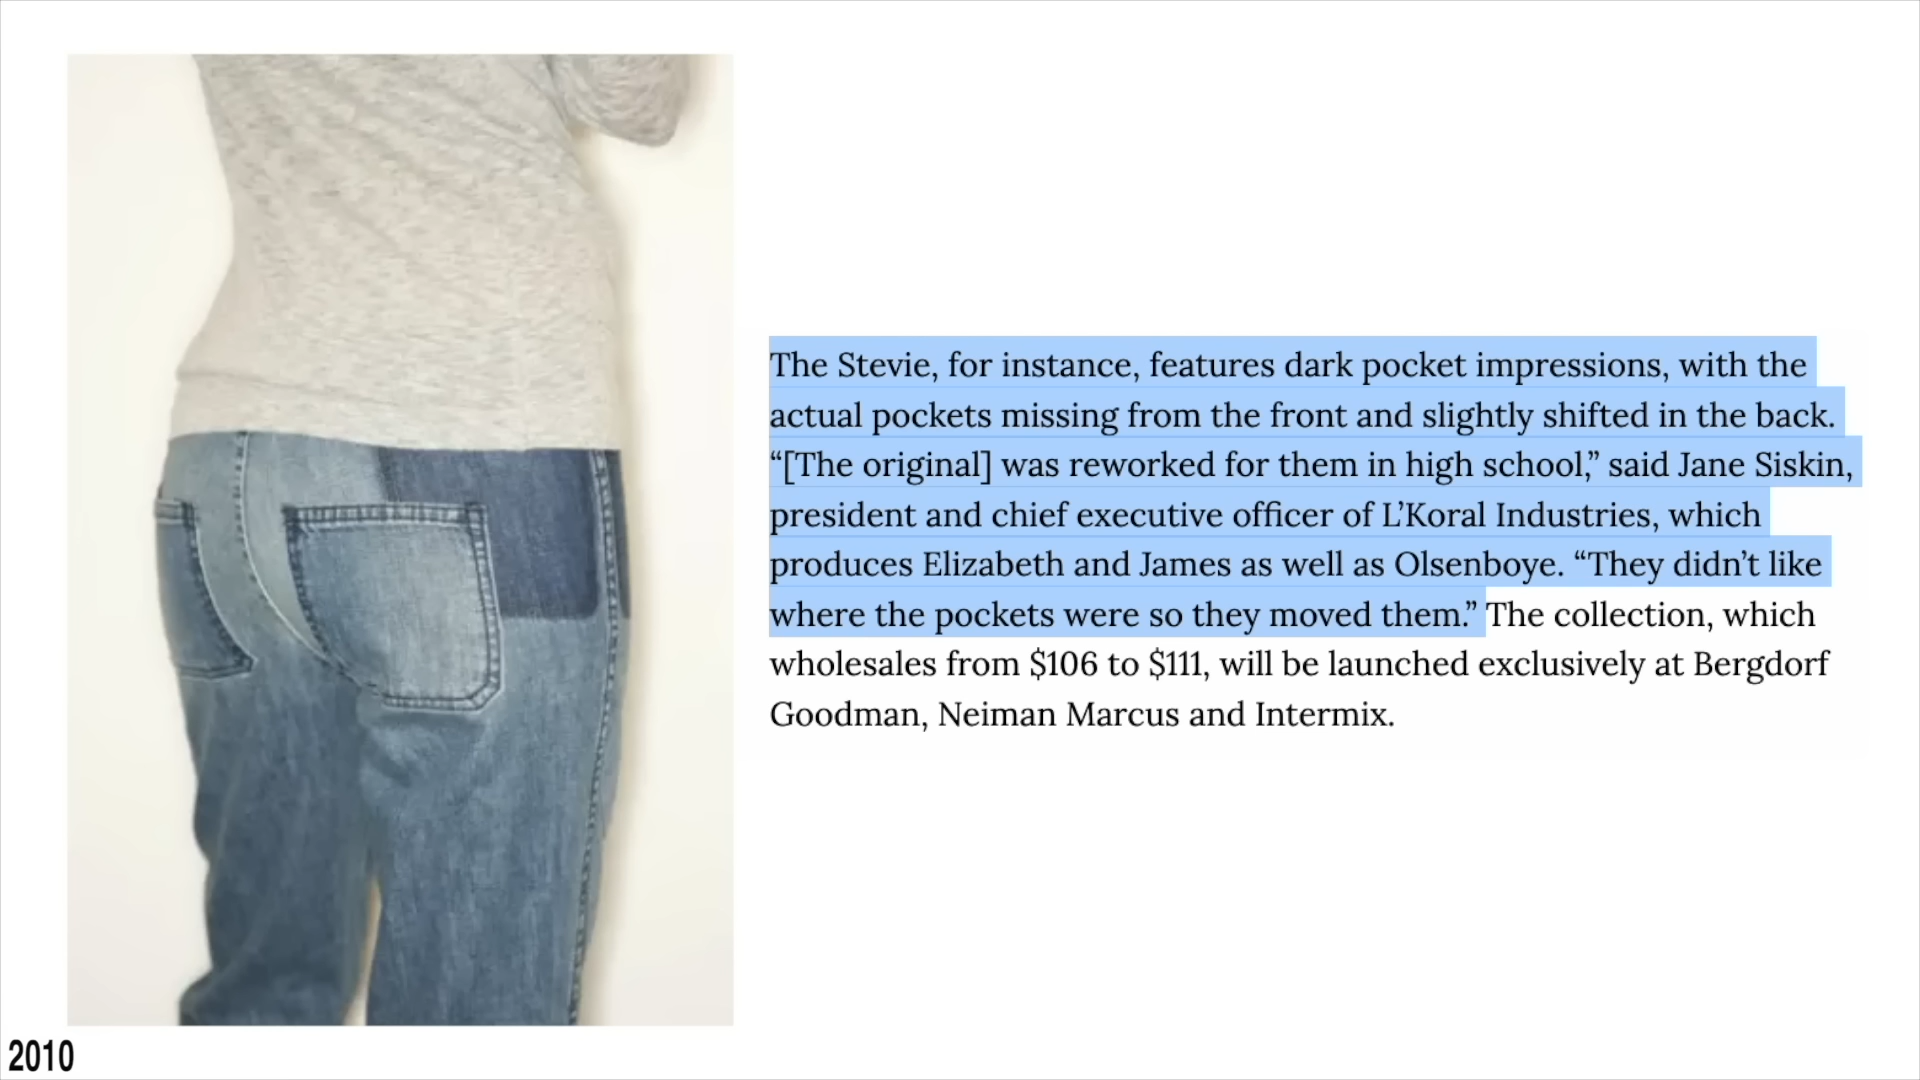 The Stevie, for instance, features dark pocket impressions, with the
actual pockets missing from the front and slightly shifted in the back.
“[The original] was reworked for them in high school,” said Jane Siskin,
president and chief executive officer of L’Koral Industries, which
produces Elizabeth and James as well as Olsenboye. “They didn’t like
where the pockets were so they moved them.” The collection, which
wholesales from $106 to $111, will be launched exclusively at Bergdorf
Goodman, Neiman Marcus and Intermix.
2010